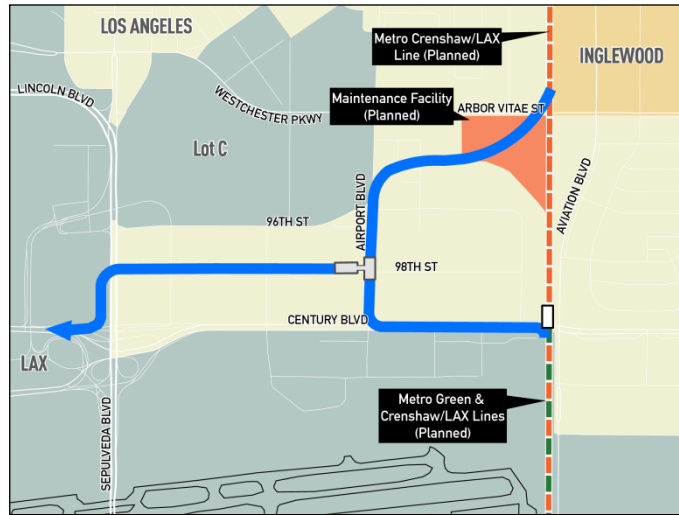 LOS ANGELES
Metro Crenshaw/LAX
Line (Planned)
INGLEWOOD
LINCOLN BLVD
WESTCHESTER PKWY
Maintenance Facility
(Planned)
ARBOR VITAE ST
Lot C
96TH ST
AIRPORT BLVD
AVIATION BLVD
98TH ST
CENTURY BLVD
LAX
SEPULVEDA BLVD
Metro Green &
Crenshaw/LAX Lines
(Planned)